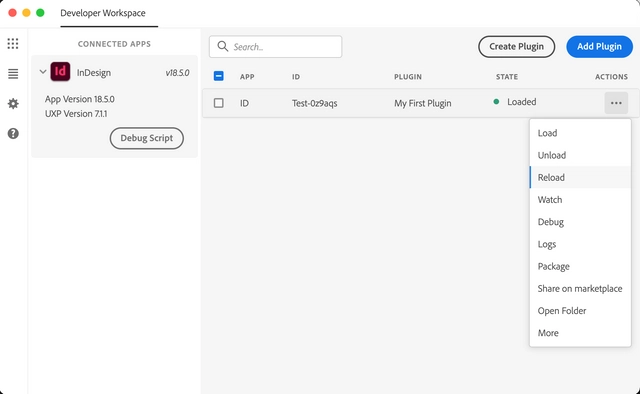 Developer Workspace
CONNECTED APPS
Id InDesign v18.5.0
App Version 18.5.0
UXP Version 7.1.1
Debug Script
Search..
Create Plugin
Add Plugin
APP ID PLUGIN STATE ACTIONS
ID Test-0z9aqs My First Plugin Loaded
Load
Unload
Reload
Watch
Debug
Logs
Package
Share on marketplace
Open Folder
More